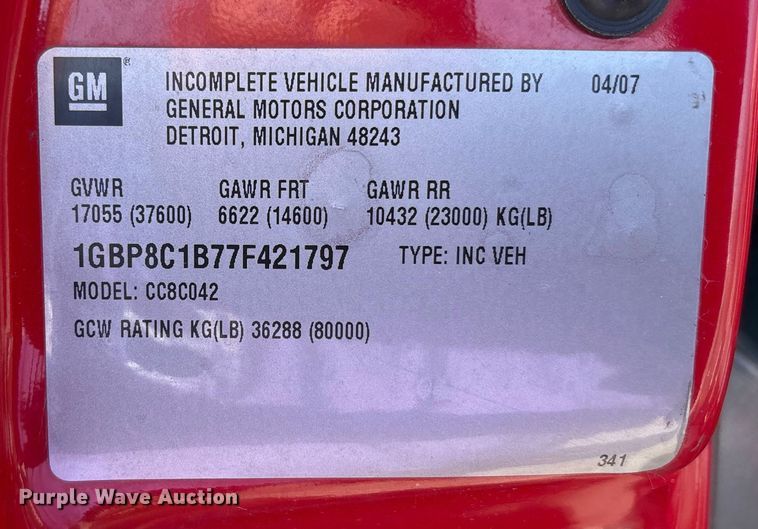 GM ®
INCOMPLETE VEHICLE MANUFACTURED BY 04/07
GENERAL MOTORS CORPORATION
DETROIT, MICHIGAN 48243
GVWR GAWR FRT GAWR RR
17055 (37600) 6622 (14600) 10432 (23000) KG(LB)
1GBP8C1B77F421797 TYPE: INC VEH
MODEL: CC8C042
GCW RATING KG(LB) 36288 (80000)
341
Purple Wave Auction